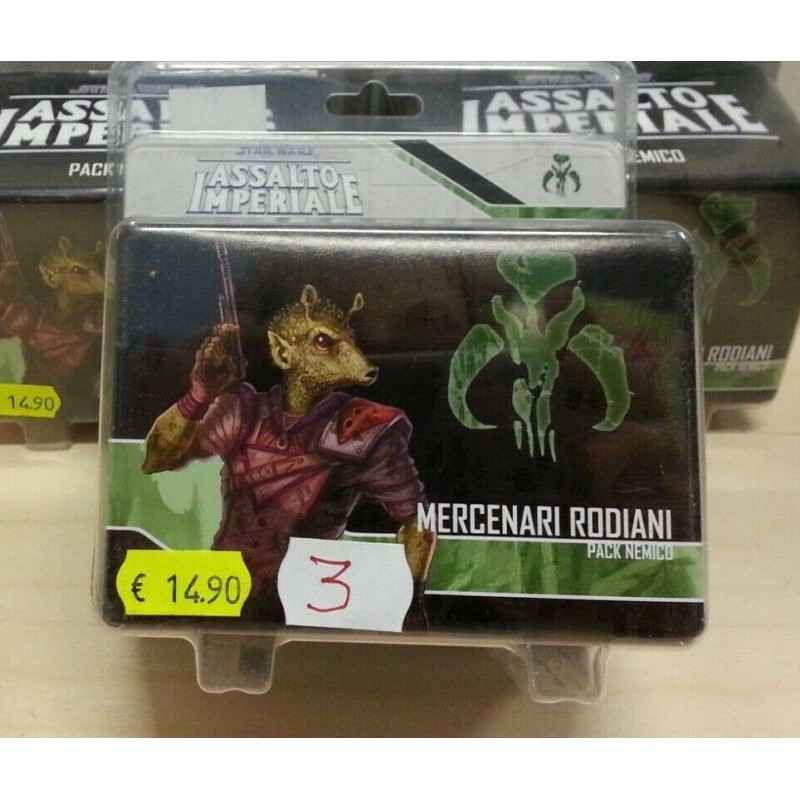 STAR WARS
ASSALTO
IMPERIALE
MERCENARI RODIANI
PACK NEMICO
€ 14.90
3
ASSALTO
IMPERIALE
PACK
14.90
ASSALTO
IMPERIALE
NEMICO
RODIANI
PACK NEMICO